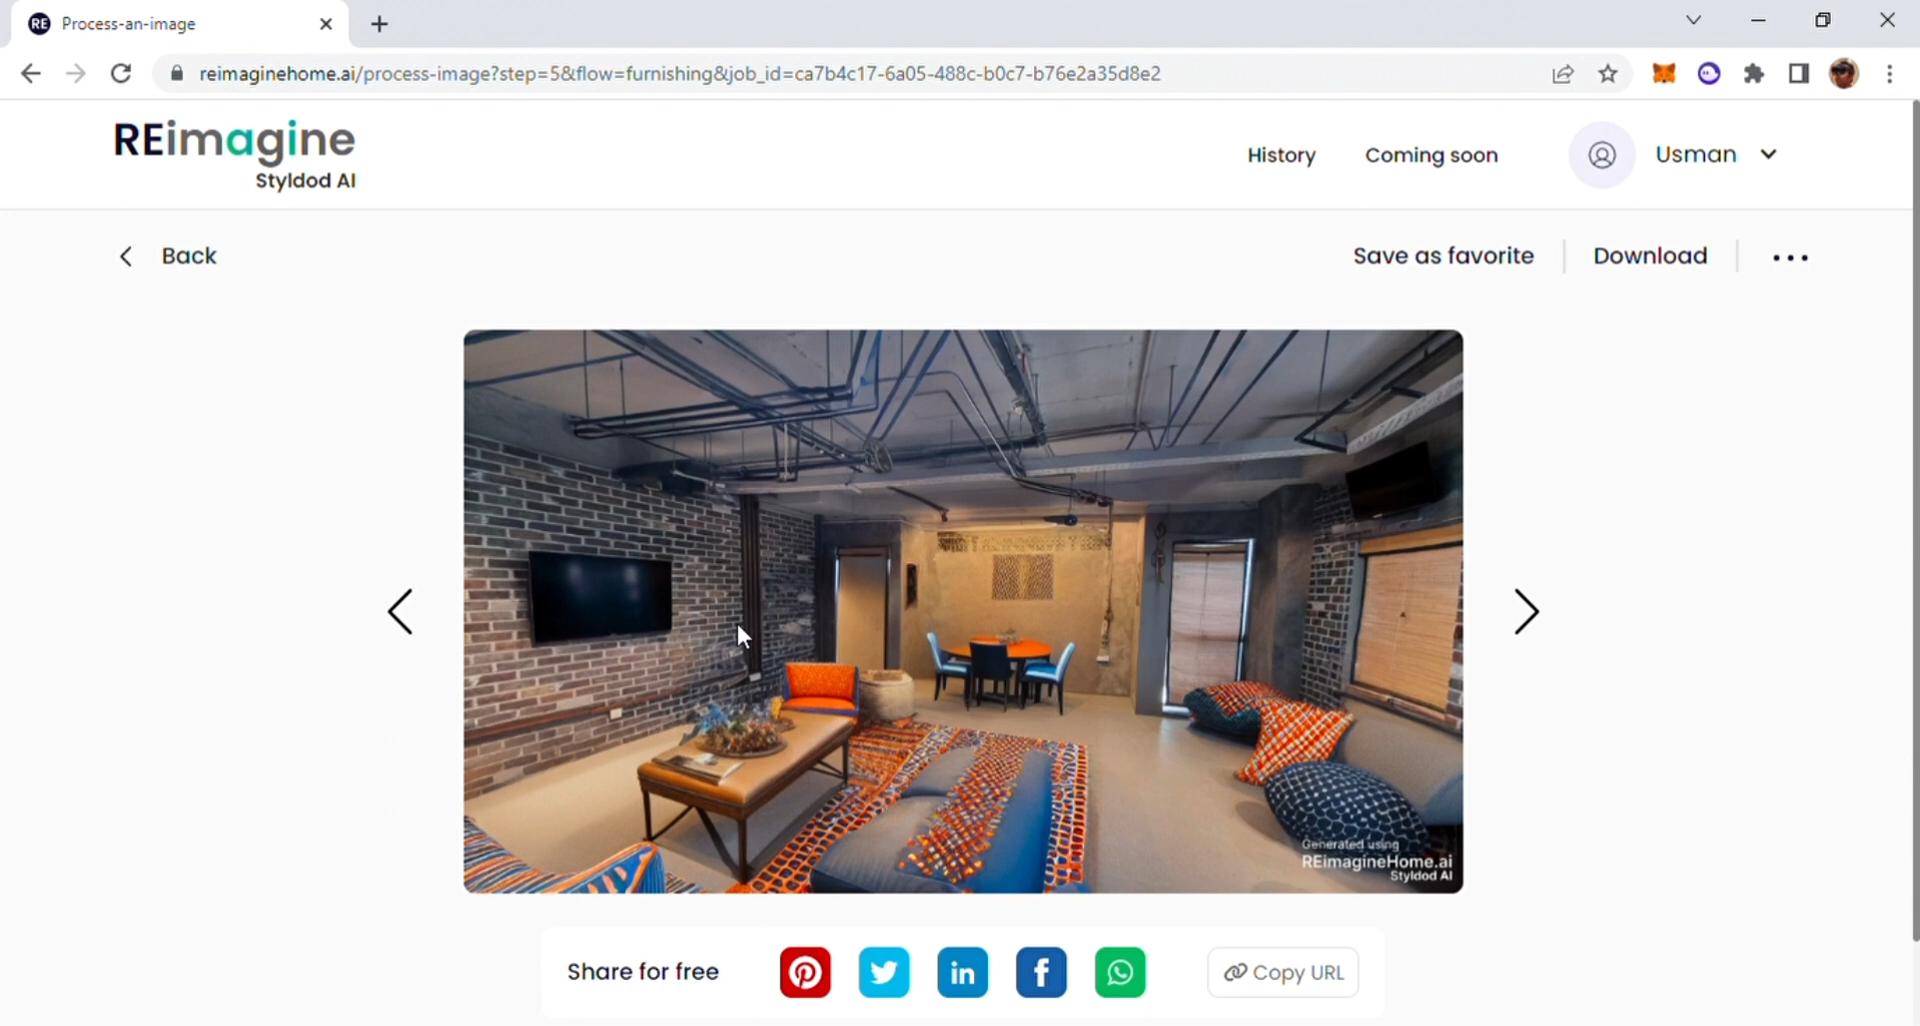 RE Process-an-image
reimaginehome.ai/process-image?step=5&flow=furnishing&job_id=ca7b4c17-6a05-488c-b0c7-b76e2a35d8e2
REimagine
Styldod AI
History
Coming soon
Usman
Back
Save as favorite
Download
Generated using
REimagineHome.ai
Styldod AI
Share for free
in
f
Copy URL